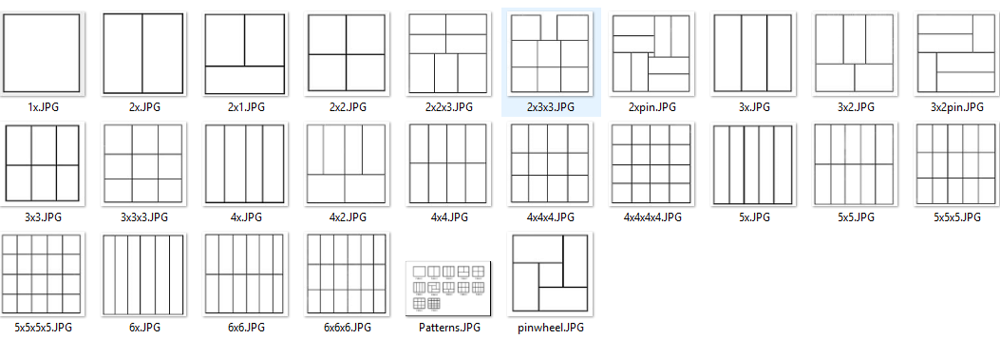 1x.JPG 2x.JPG 2x1.JPG 2x2.JPG 2x2x3.JPG 2x3x3.JPG 2xpin.JPG 3x.JPG 3x2.JPG 3x2pin.JPG
3x3.JPG 3x3x3.JPG 4x.JPG 4x2.JPG 4x4.JPG 4x4x4.JPG 4x4x4x4.JPG 5x.JPG 5x5.JPG 5x5x5.JPG
5x5x5x5.JPG 6x.JPG 6x6.JPG 6x6x6.JPG Patterns.JPG pinwheel.JPG